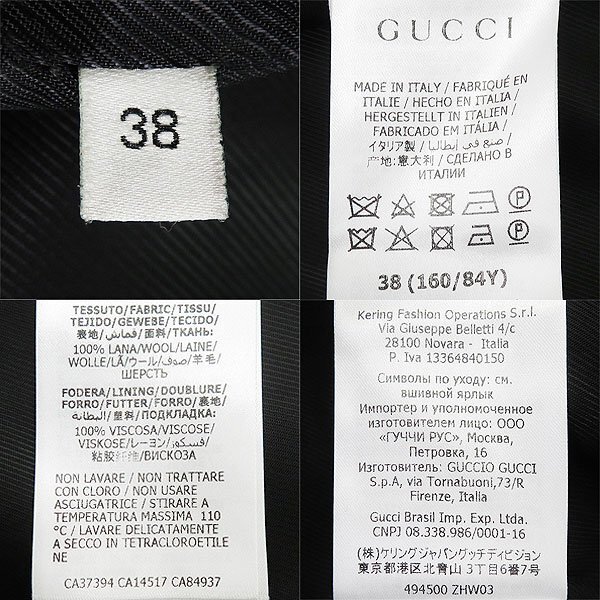 38
GUCCI
MADE IN ITALY / FABRIQUÉ EN
ITALIE / HECHO EN ITALIA /
HERGESTELLT IN ITALIEN /
FABRICADO EM ITÁLIA /
イタリア製 / صنع في إيطاليا /
产地:意大利 / СДЕЛАНО В
ИТАЛИИ
38 (160/84Y)
TESSUTO/FABRIC/TISSU/
TEJIDO/GEWEBE/TECIDO/
裏地/قماش/面料/ТКАНЬ:
100% LANA/WOOL/LAINE/
WOLLE/LÃ/ウール/صوف/羊毛/
ШЕРСТЬ
FODERA/LINING/DOUBLURE/
FORRO/FUTTER/FORRO/裏地/
البطانة/塑料/ПОДКЛАДКА:
100% VISCOSA/VISCOSE/
VISKOSE/レーヨン/فسكوز/
粘胶纤维/ВИСКОЗА
NON LAVARE / NON TRATTARE
CON CLORO / NON USARE
ASCIUGATRICE / STIRARE A
TEMPERATURA MASSIMA 110
°C / LAVARE DELICATAMENTE
A SECCO IN TETRACLOROETILE
NE
CA37394 CA14517 CA84937
Kering Fashion Operations S.r.l.
Via Giuseppe Belletti 4/c
28100 Novara - Italia
P. Iva 13364840150
Символы по уходу: см.
вшивной ярлык
Импортер и уполномоченное
изготовителем лицо: ООО
«ГУЧЧИ РУС», Москва,
Петровка, 16
Изготовитель: GUCCIO GUCCI
S.p.A, via Tornabuoni,73/R
Firenze, Italia
Gucci Brasil Imp. Exp. Ltda.
CNPJ 08.338.986/0001-16
(株)ケリングジャパングッチディビジョン
東京都港区北青山3丁目6番7号
494500 ZHW03